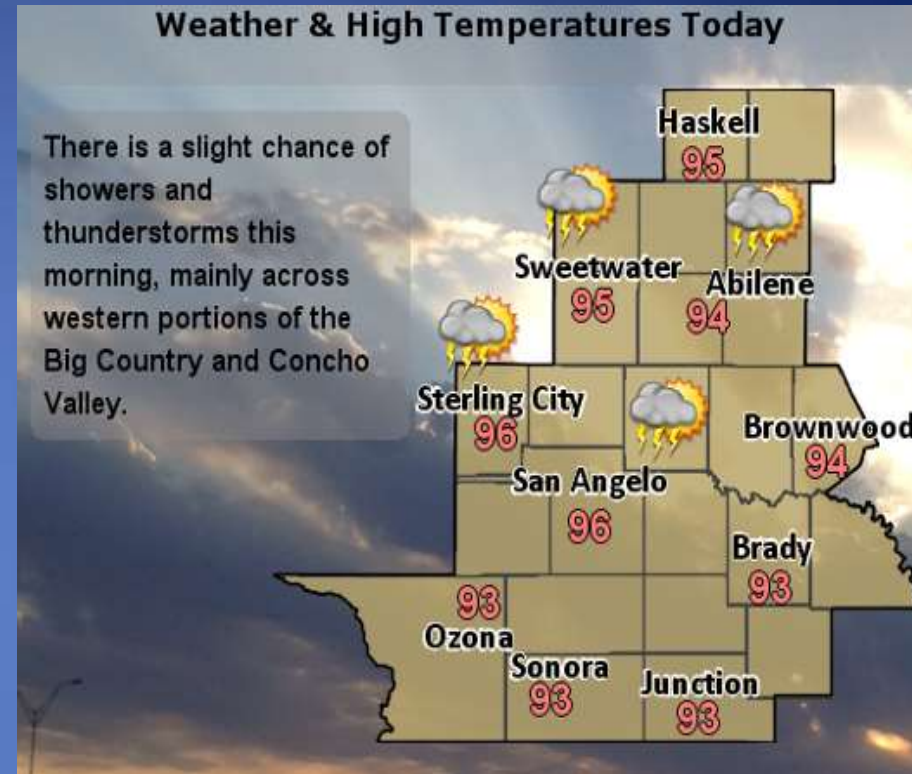 Weather & High Temperatures Today
There is a slight chance of
showers and
thunderstorms this
morning, mainly across
western portions of the
Big Country and Concho
Valley.
Haskell
95
Sweetwater
95
Abilene
94
Sterling City
96
Brownwood
94
San Angelo
96
Brady
93
93
Ozona
Sonora
93
Junction
93